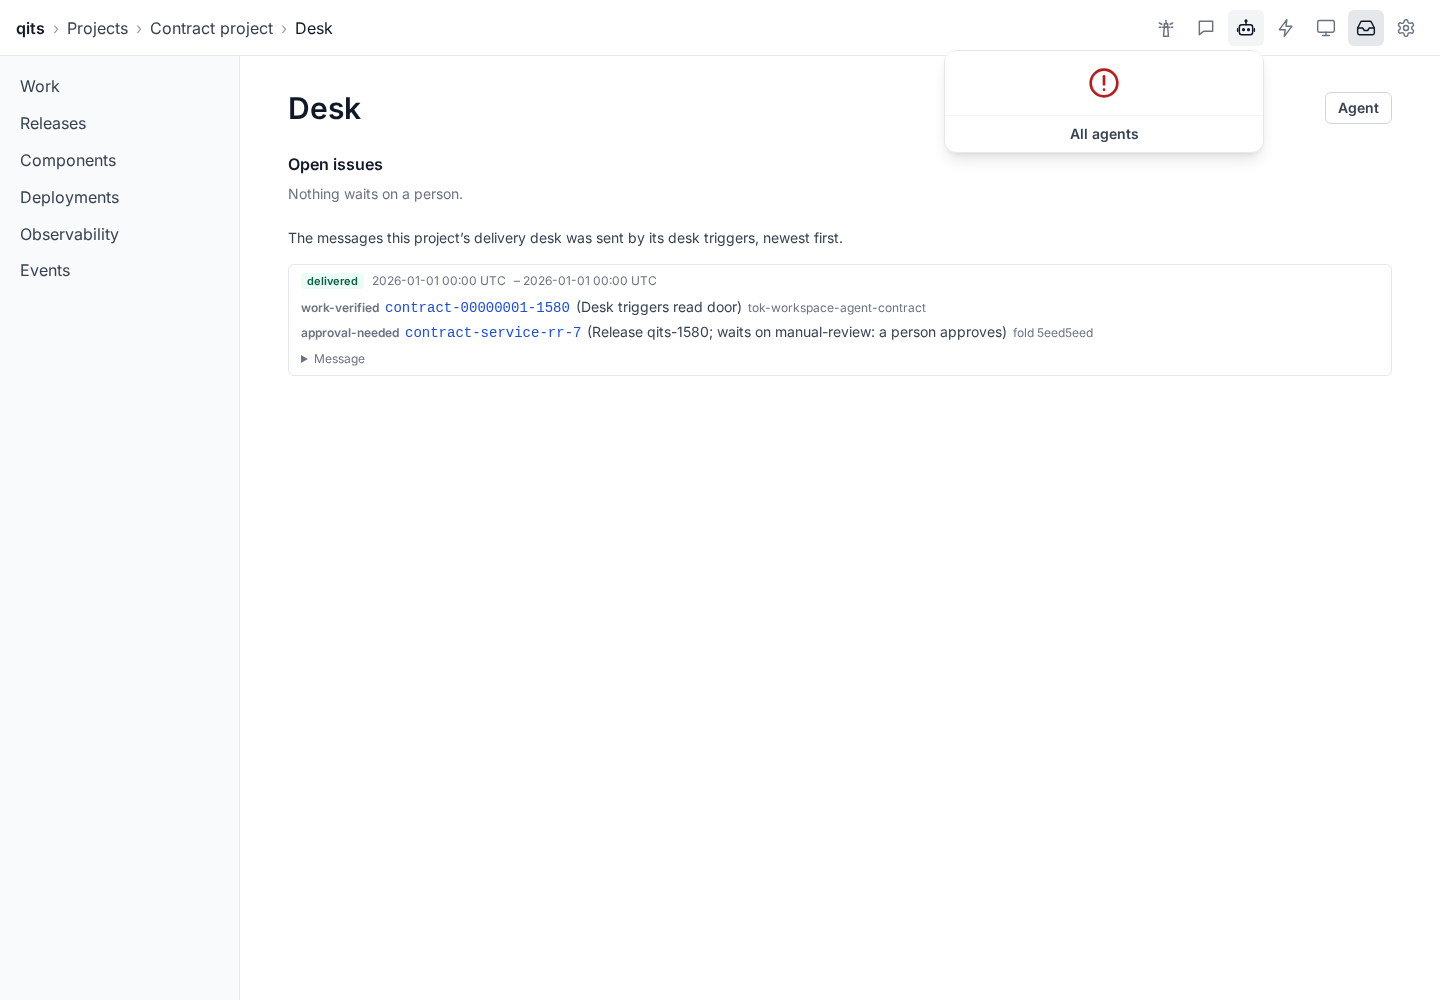 qits › Projects › Contract project › Desk
All agents
Work
Releases
Components
Deployments
Observability
Events
Desk
Agent
Open issues
Nothing waits on a person.
The messages this project’s delivery desk was sent by its desk triggers, newest first.
delivered 2026-01-01 00:00 UTC – 2026-01-01 00:00 UTC
work-verified contract-00000001-1580 (Desk triggers read door) tok-workspace-agent-contract
approval-needed contract-service-rr-7 (Release qits-1580; waits on manual-review: a person approves) fold 5eed5eed
Message